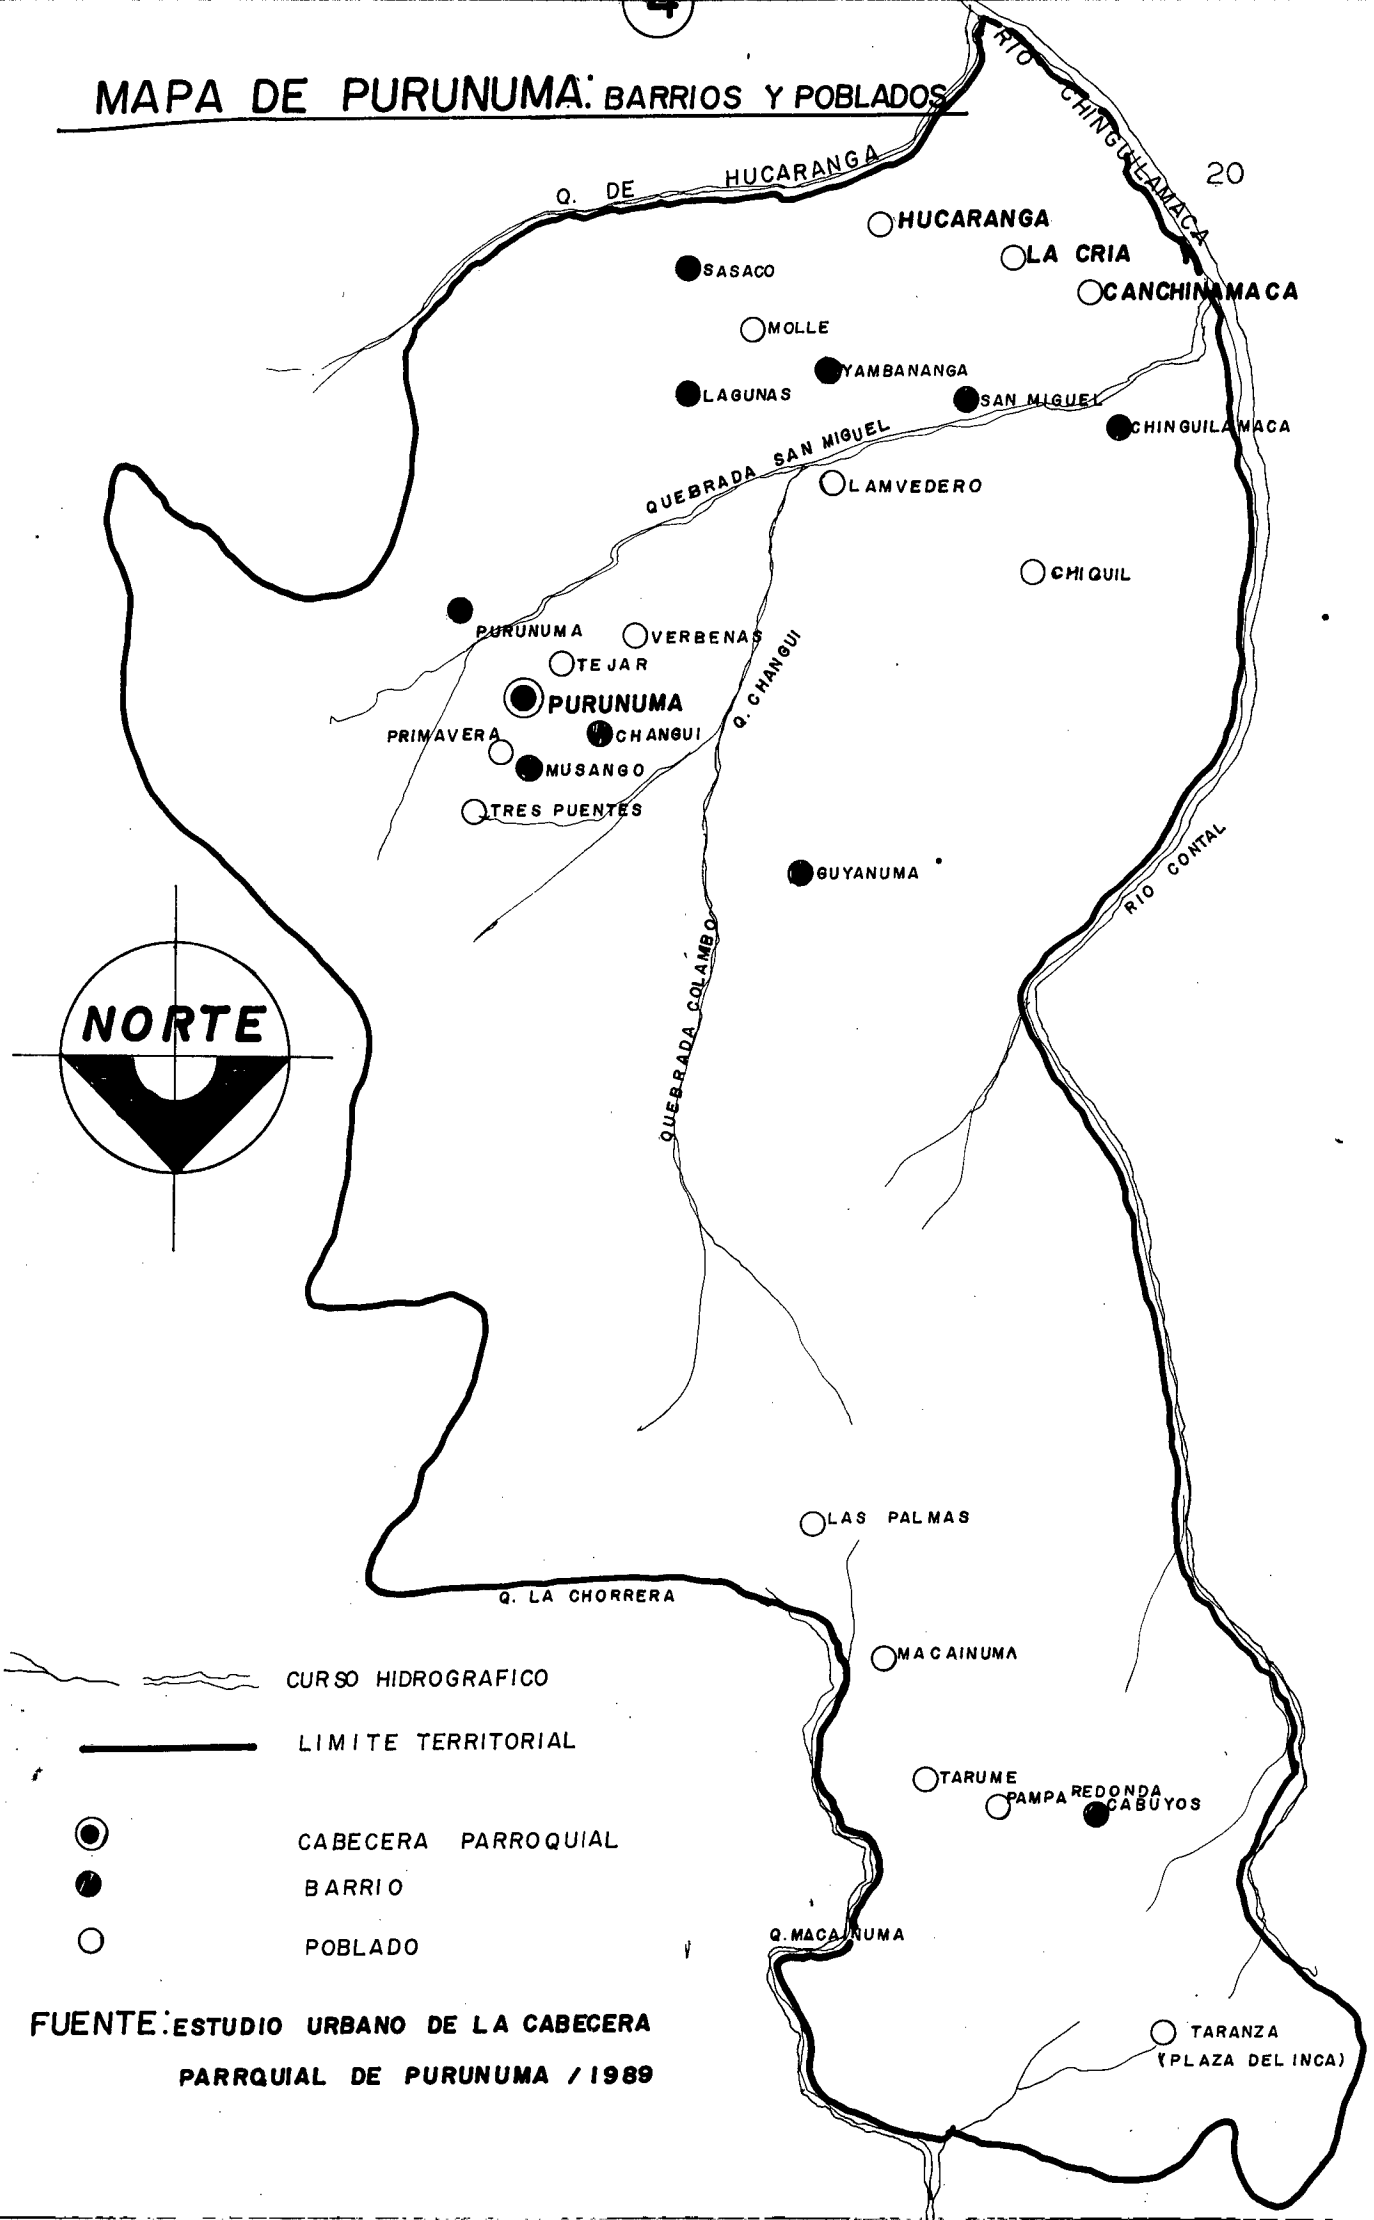 4
MAPA DE PURUNUMA: BARRIOS Y POBLADOS
RIO CHINGUILAMACA
20
Q. DE HUCARANGA
HUCARANGA
LA CRIA
SASACO
CANCHINAMACA
MOLLE
YAMBANANGA
LAGUNAS
SAN MIGUEL
CHINGUILAMACA
QUEBRADA SAN MIGUEL
LAMVEDERO
CHIQUIL
PURUNUMA
VERBENAS
TEJAR
Q. CHANGUI
PURUNUMA
PRIMAVERA
CHANGUI
MUSANGO
TRES PUENTES
RIO CONTAL
GUYANUMA
QUEBRADA COLAMBO
NORTE
LAS PALMAS
Q. LA CHORRERA
MACAINUMA
CURSO HIDROGRAFICO
LIMITE TERRITORIAL
TARUME
PAMPA REDONDA
CABUYOS
CABECERA PARROQUIAL
BARRIO
Q. MACAINUMA
POBLADO
FUENTE: ESTUDIO URBANO DE LA CABECERA
PARRQUIAL DE PURUNUMA / 1989
TARANZA
(PLAZA DEL INCA)